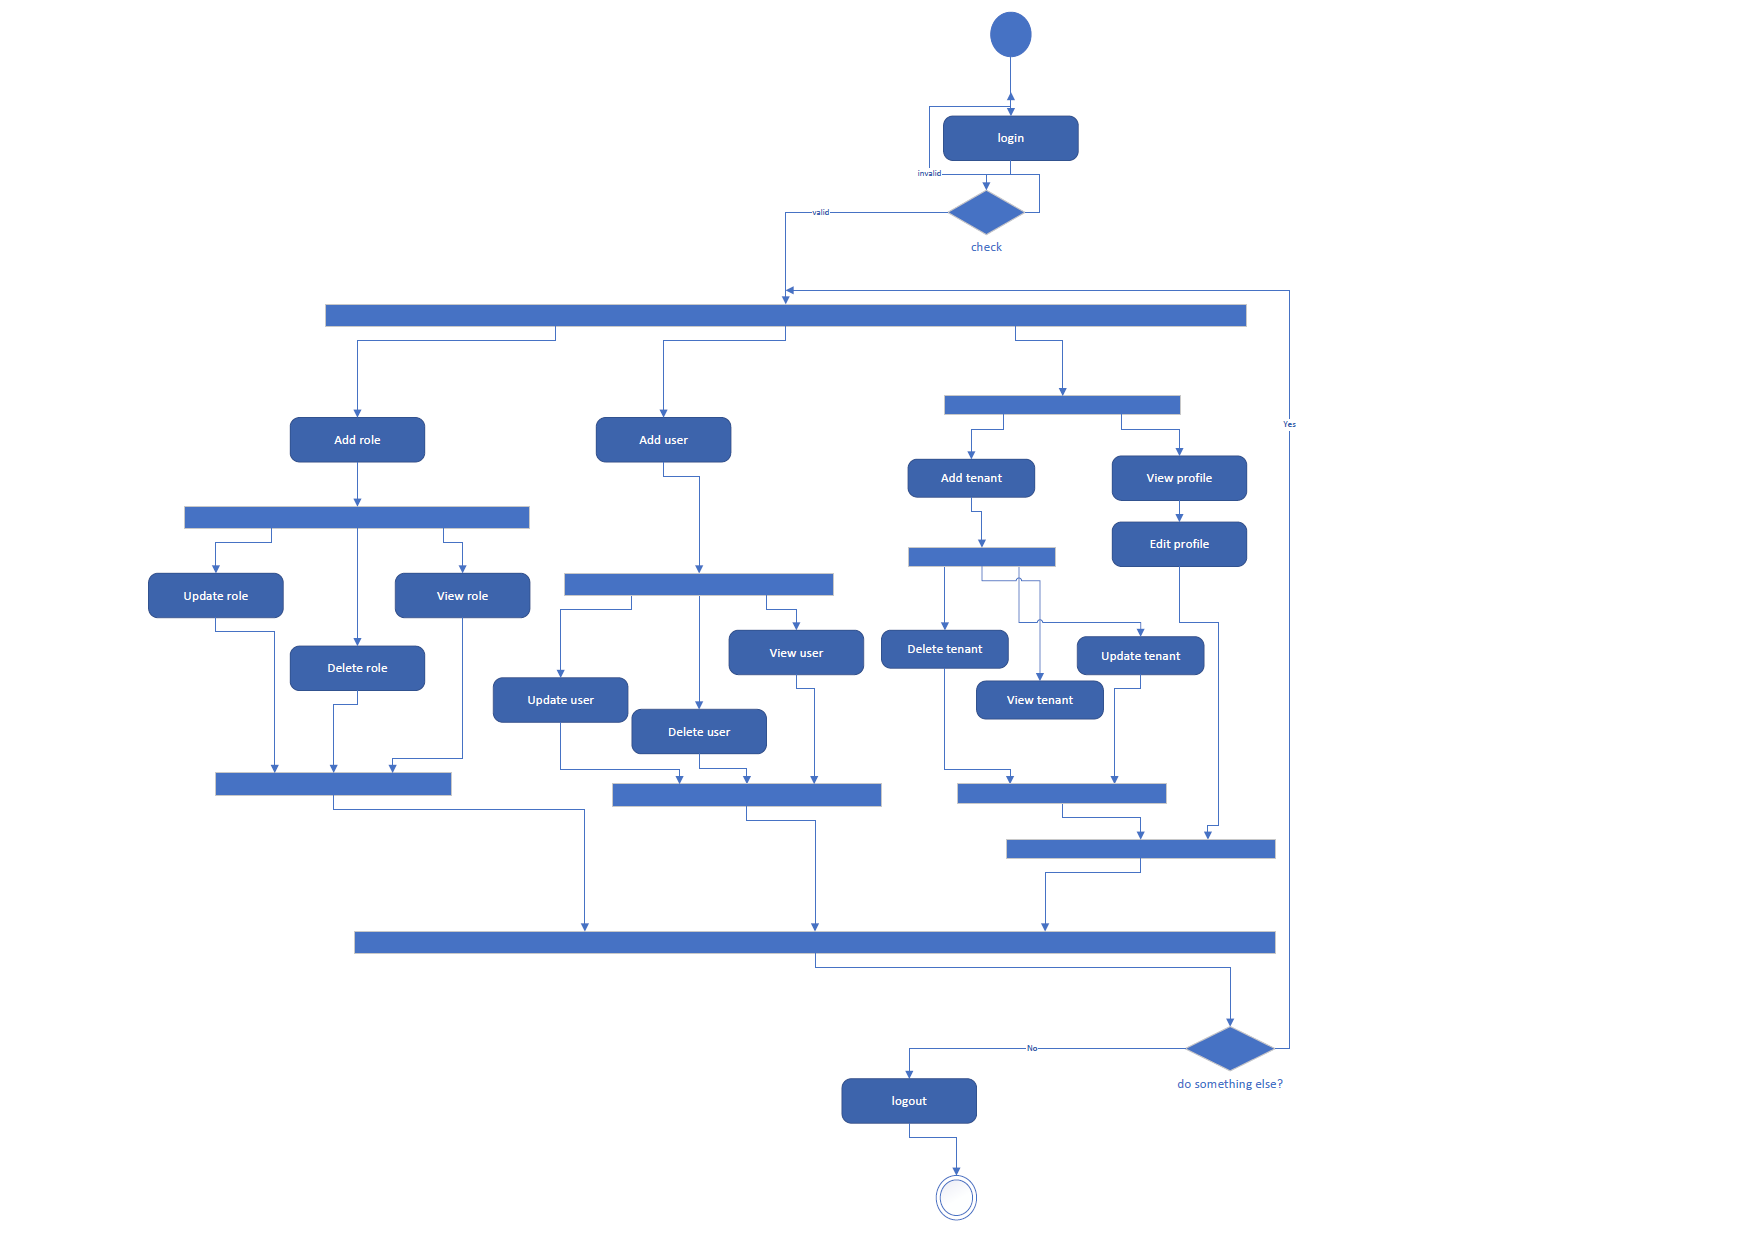 login
invalid
valid
check
Yes
Add role
Add user
Add tenant
View profile
Edit profile
Update role
View role
Delete role
View user
Delete tenant
Update tenant
Update user
View tenant
Delete user
No
do something else?
logout